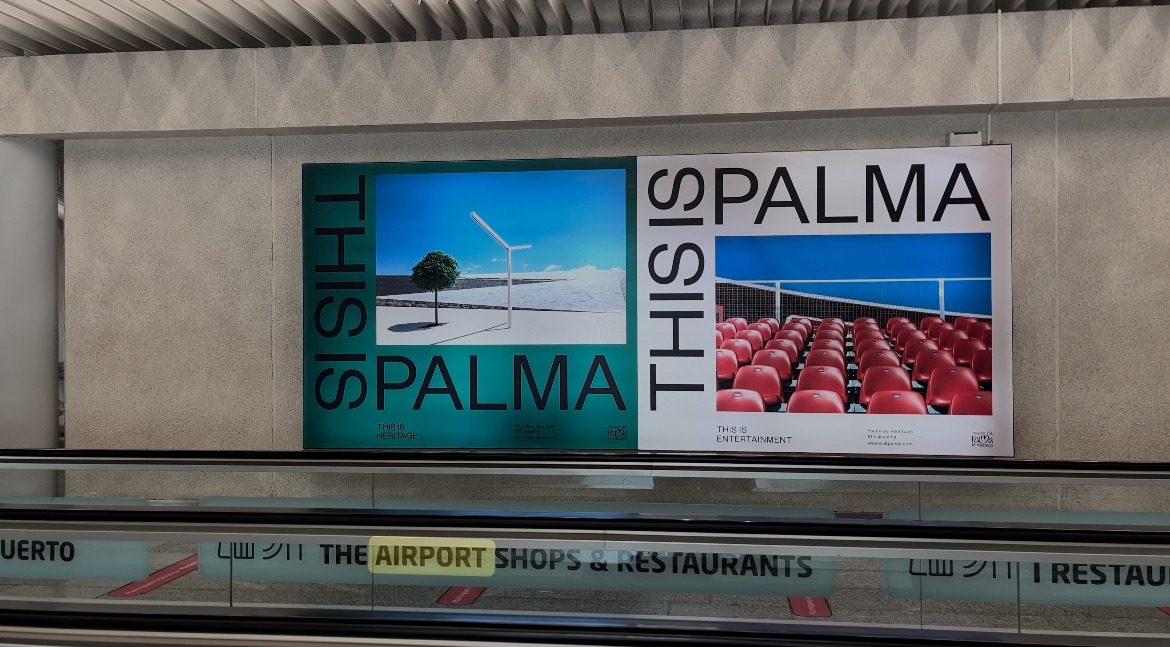 THIS IS
PALMA
THIS IS
HERITAGE
THIS IS
PALMA
THIS IS
ENTERTAINMENT
UERTO
THE AIRPORT SHOPS & RESTAURANTS
RESTAU